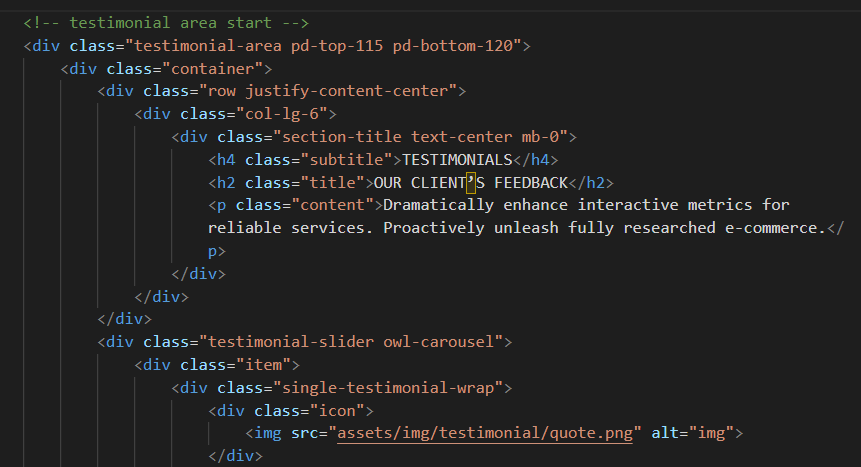 <!-- testimonial area start -->
<div class="testimonial-area pd-top-115 pd-bottom-120">
<div class="container">
<div class="row justify-content-center">
<div class="col-lg-6">
<div class="section-title text-center mb-0">
<h4 class="subtitle">TESTIMONIALS</h4>
<h2 class="title">OUR CLIENT’S FEEDBACK</h2>
<p class="content">Dramatically enhance interactive metrics for
reliable services. Proactively unleash fully researched e-commerce.</
p>
</div>
</div>
</div>
<div class="testimonial-slider owl-carousel">
<div class="item">
<div class="single-testimonial-wrap">
<div class="icon">
<img src="assets/img/testimonial/quote.png" alt="img">
</div>